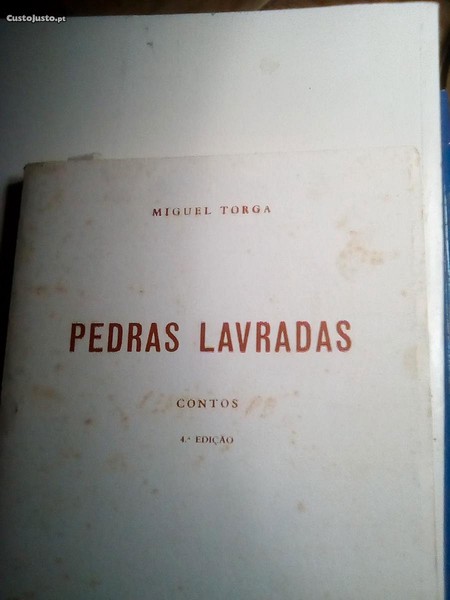 CustoJusto.pt
MIGUEL TORGA
PEDRAS LAVRADAS
CONTOS
4.ª EDIÇÃO